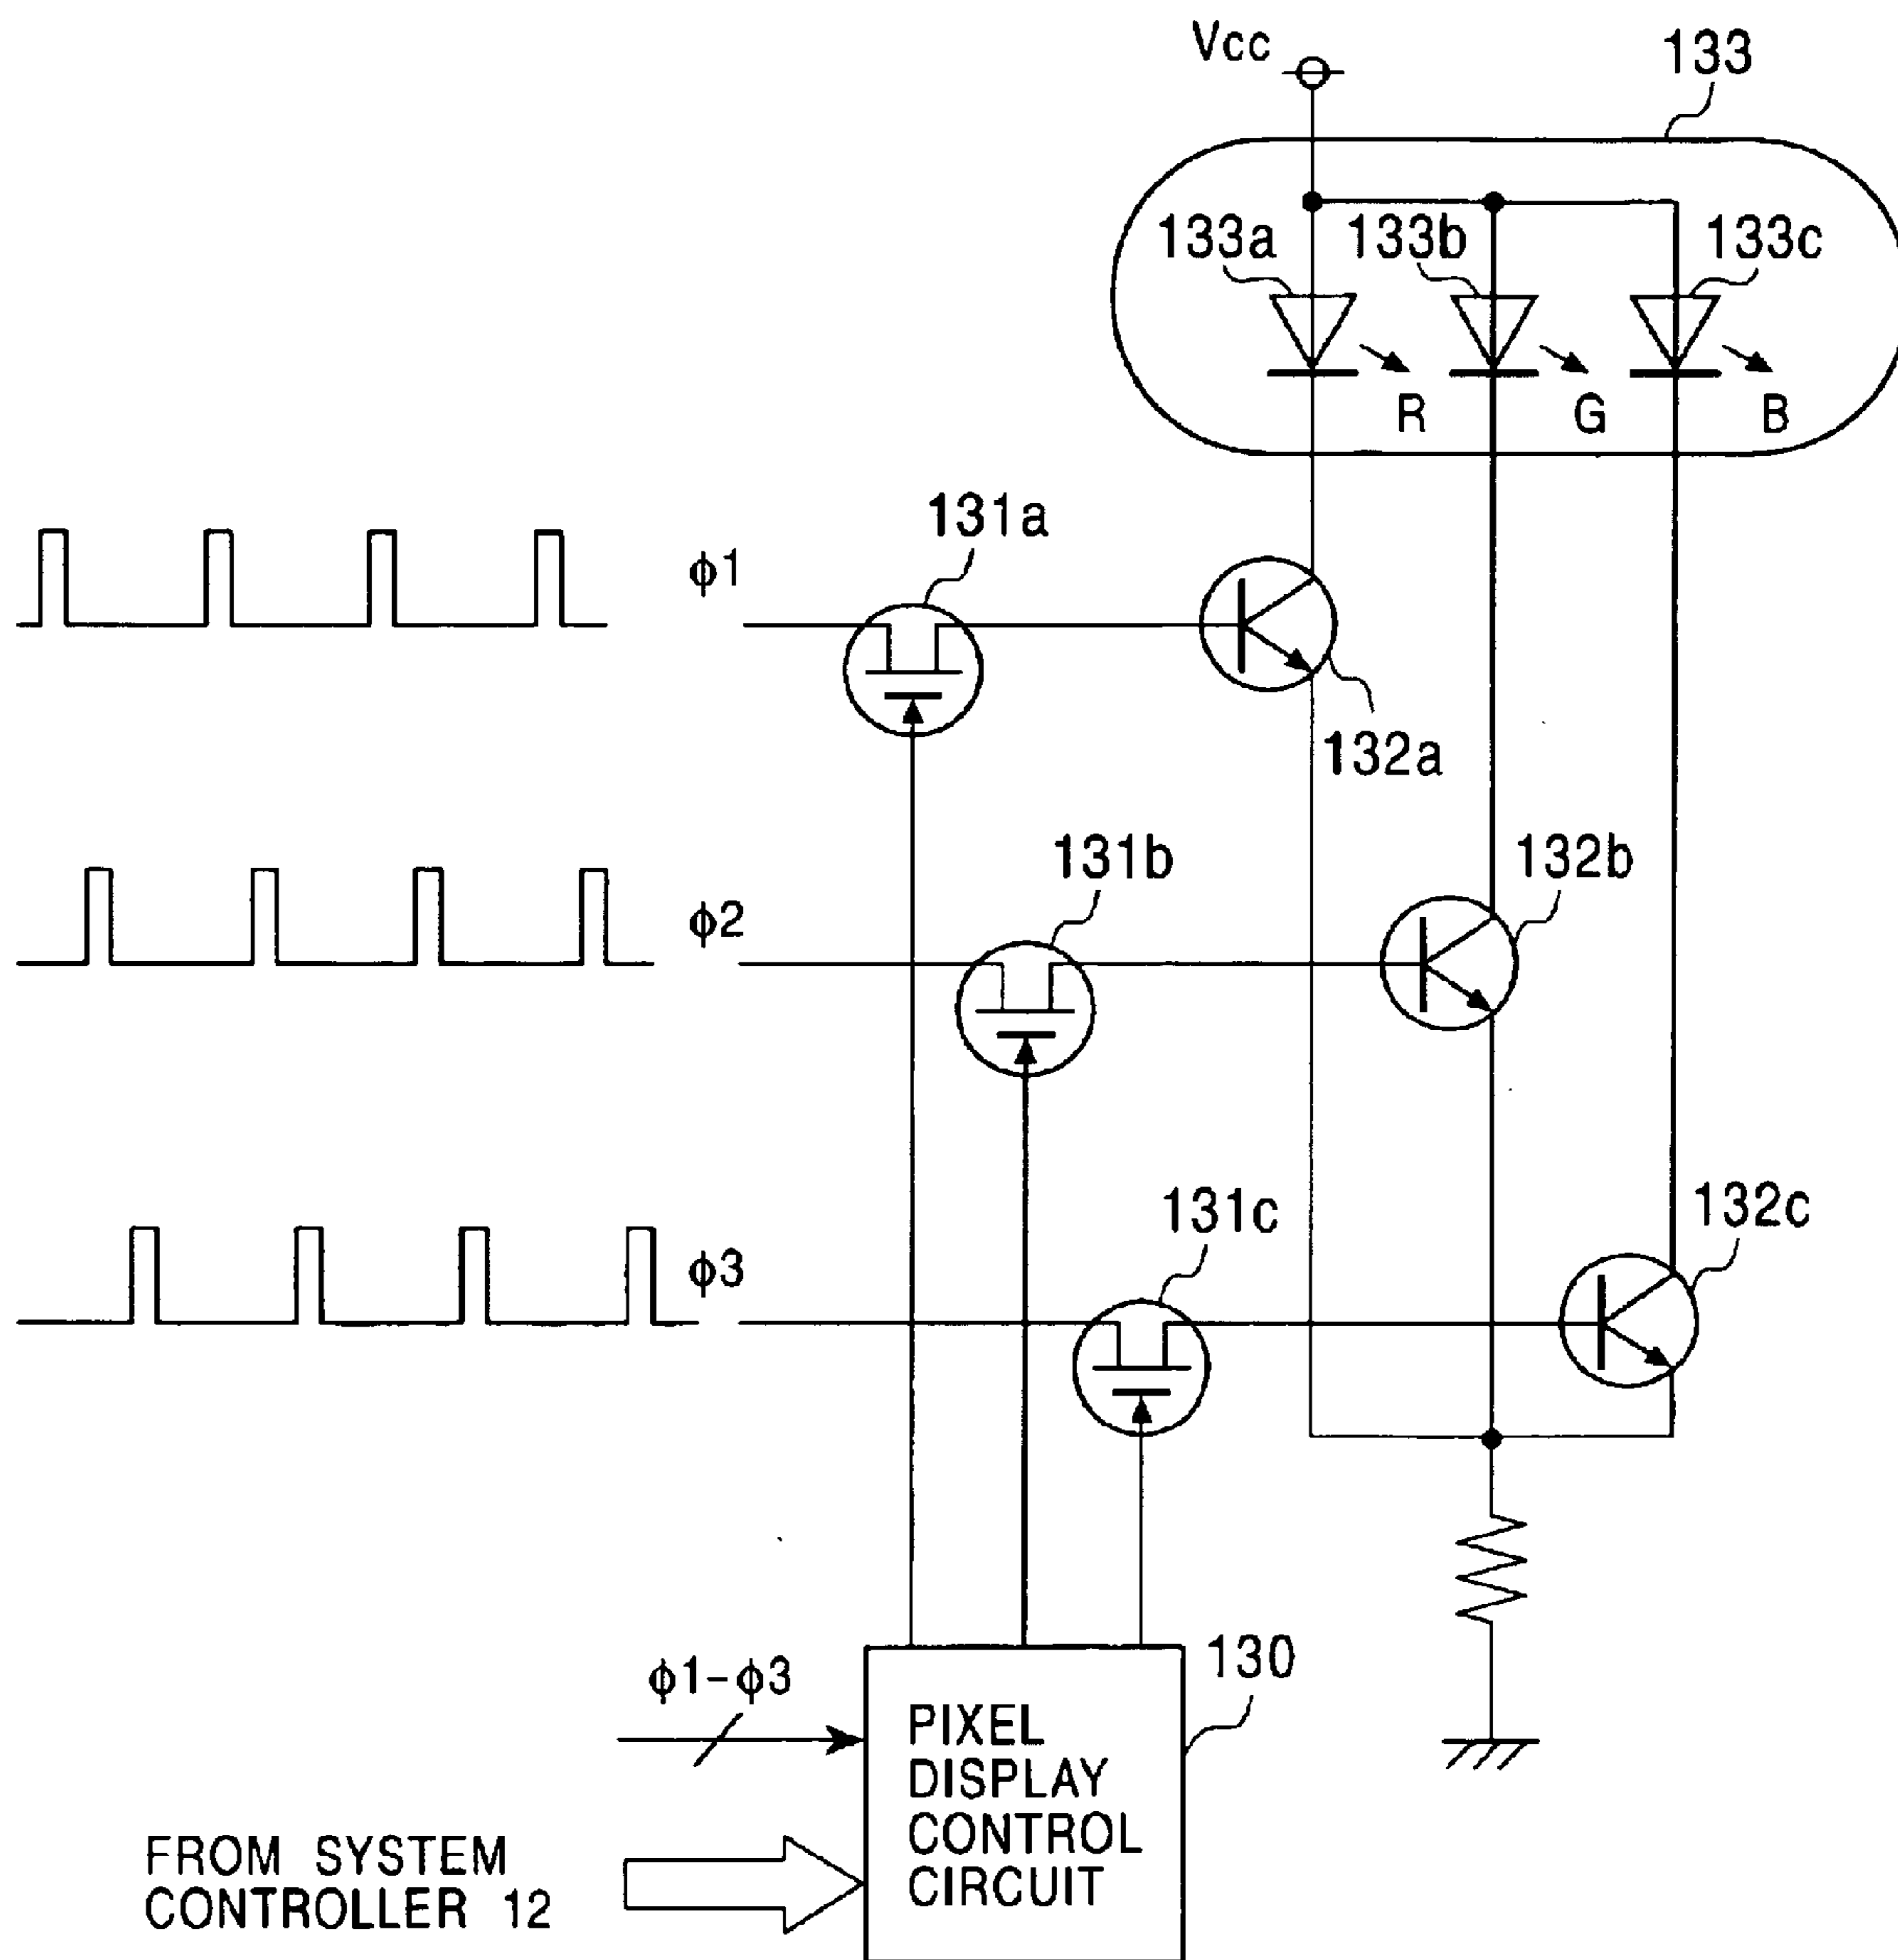 Vcc
133
133a
133b
133c
R
G
B
131a
φ1
132a
131b
132b
φ2
131c
132c
φ3
130
φ1-φ3
PIXEL
DISPLAY
CONTROL
CIRCUIT
FROM SYSTEM
CONTROLLER 12